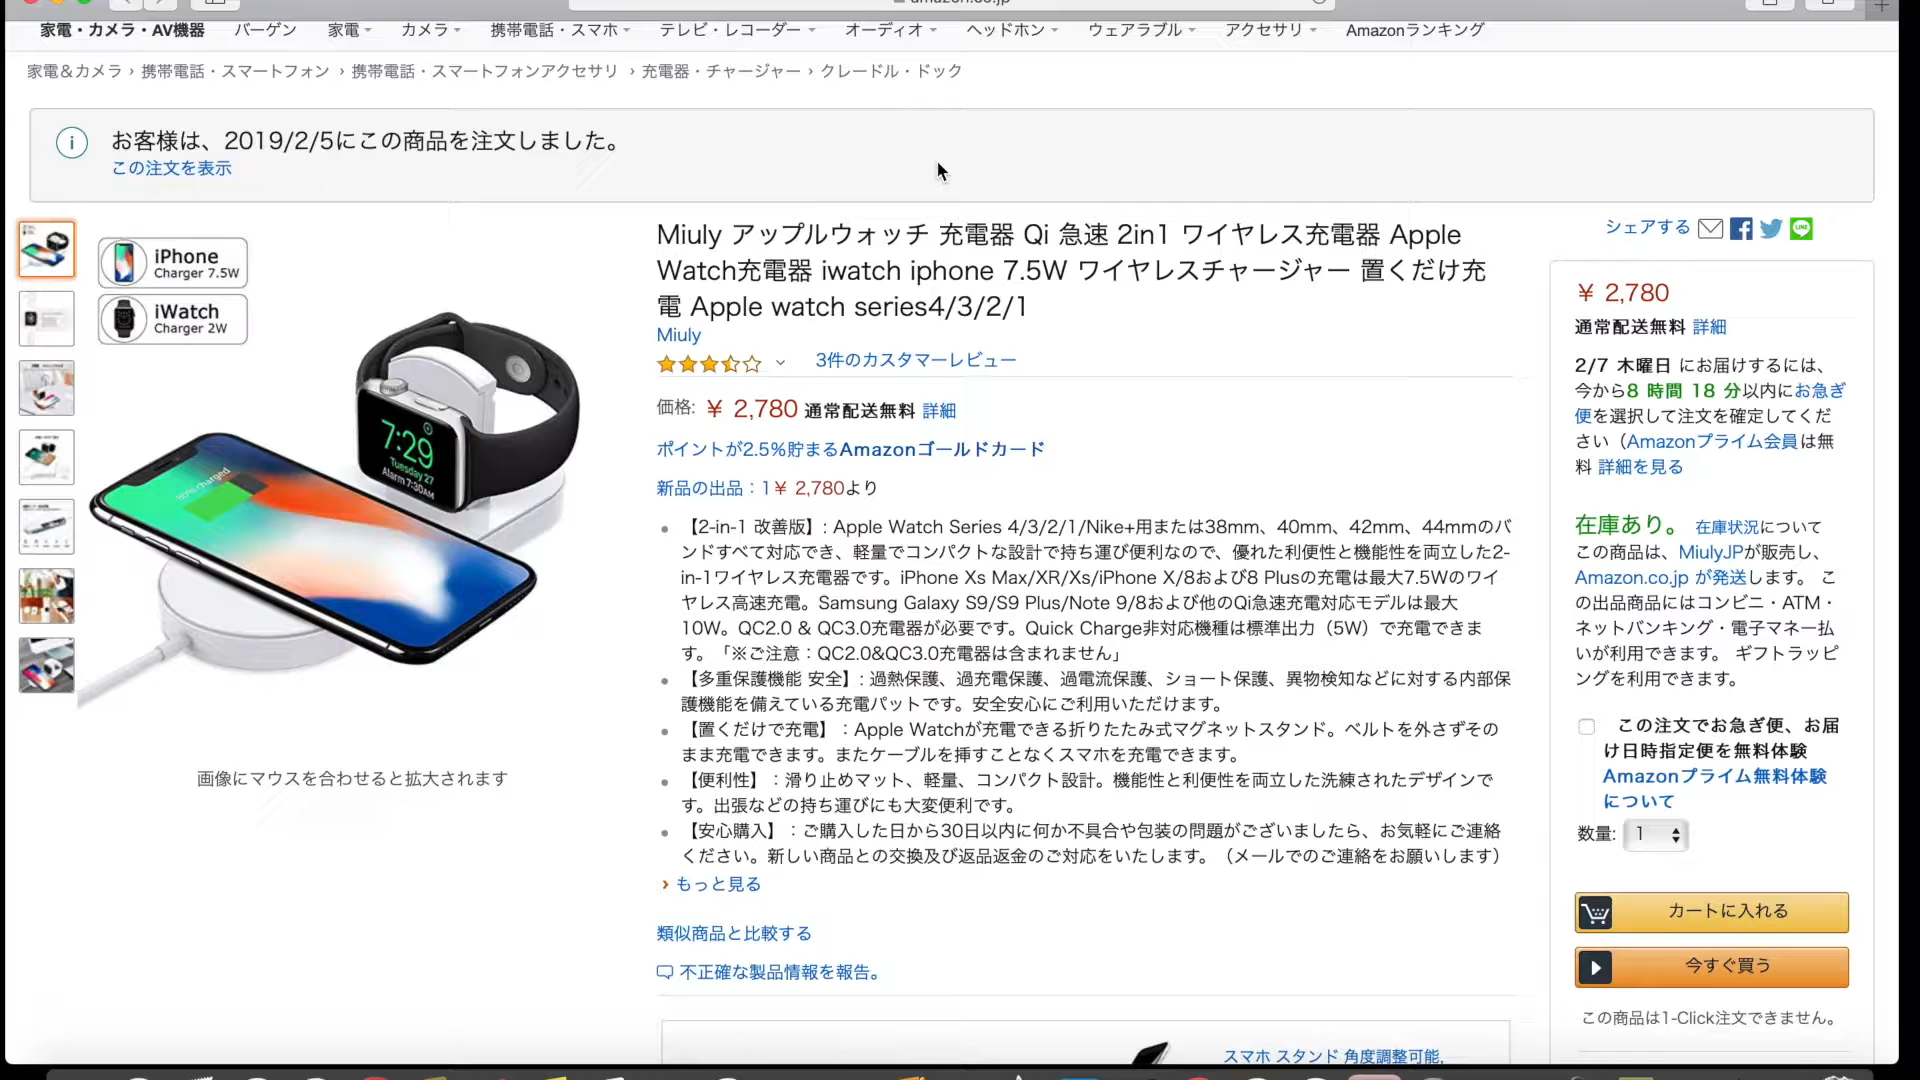 家電・カメラ・AV機器 バーゲン 家電 カメラ 携帯電話・スマホ テレビ・レコーダー オーディオ ヘッドホン ウェアラブル アクセサリ Amazonランキング
家電＆カメラ › 携帯電話・スマートフォン › 携帯電話・スマートフォンアクセサリ › 充電器・チャージャー › クレードル・ドック
お客様は、2019/2/5にこの商品を注文しました。
この注文を表示
iPhone
Charger 7.5W
iWatch
Charger 2W
80% charged
7:29
Tuesday 27
Alarm 7:30AM
画像にマウスを合わせると拡大されます
Miuly アップルウォッチ 充電器 Qi 急速 2in1 ワイヤレス充電器 Apple
Watch充電器 iwatch iphone 7.5W ワイヤレスチャージャー 置くだけ充
電 Apple watch series4/3/2/1
Miuly
3件のカスタマーレビュー
価格: ￥ 2,780 通常配送無料 詳細
ポイントが2.5%貯まるAmazonゴールドカード
新品の出品：1￥ 2,780より
【2-in-1 改善版】: Apple Watch Series 4/3/2/1/Nike+用または38mm、40mm、42mm、44mmのバ
ンドすべて対応でき、軽量でコンパクトな設計で持ち運び便利なので、優れた利便性と機能性を両立した2-
in-1ワイヤレス充電器です。iPhone Xs Max/XR/Xs/iPhone X/8および8 Plusの充電は最大7.5Wのワイ
ヤレス高速充電。Samsung Galaxy S9/S9 Plus/Note 9/8および他のQi急速充電対応モデルは最大
10W。QC2.0 & QC3.0充電器が必要です。Quick Charge非対応機種は標準出力（5W）で充電できま
す。「※ご注意：QC2.0&QC3.0充電器は含まれません」
【多重保護機能 安全】: 過熱保護、過充電保護、過電流保護、ショート保護、異物検知などに対する内部保
護機能を備えている充電パットです。安全安心にご利用いただけます。
【置くだけで充電】：Apple Watchが充電できる折りたたみ式マグネットスタンド。ベルトを外さずその
まま充電できます。またケーブルを挿すことなくスマホを充電できます。
【便利性】：滑り止めマット、軽量、コンパクト設計。機能性と利便性を両立した洗練されたデザインで
す。出張などの持ち運びにも大変便利です。
【安心購入】：ご購入した日から30日以内に何か不具合や包装の問題がございましたら、お気軽にご連絡
ください。新しい商品との交換及び返品返金のご対応をいたします。（メールでのご連絡をお願いします）
› もっと見る
類似商品と比較する
不正確な製品情報を報告。
スマホ スタンド 角度調整可能,
シェアする
LINE
￥ 2,780
通常配送無料 詳細
2/7 木曜日 にお届けするには、
今から8 時間 18 分以内にお急ぎ
便を選択して注文を確定してくだ
さい（Amazonプライム会員は無
料 詳細を見る
在庫あり。 在庫状況について
この商品は、MiulyJPが販売し、
Amazon.co.jp が発送します。 こ
の出品商品にはコンビニ・ATM・
ネットバンキング・電子マネー払
いが利用できます。 ギフトラッピ
ングを利用できます。
この注文でお急ぎ便、お届
け日時指定便を無料体験
Amazonプライム無料体験
について
数量: 1
カートに入れる
今すぐ買う
この商品は1-Click注文できません。